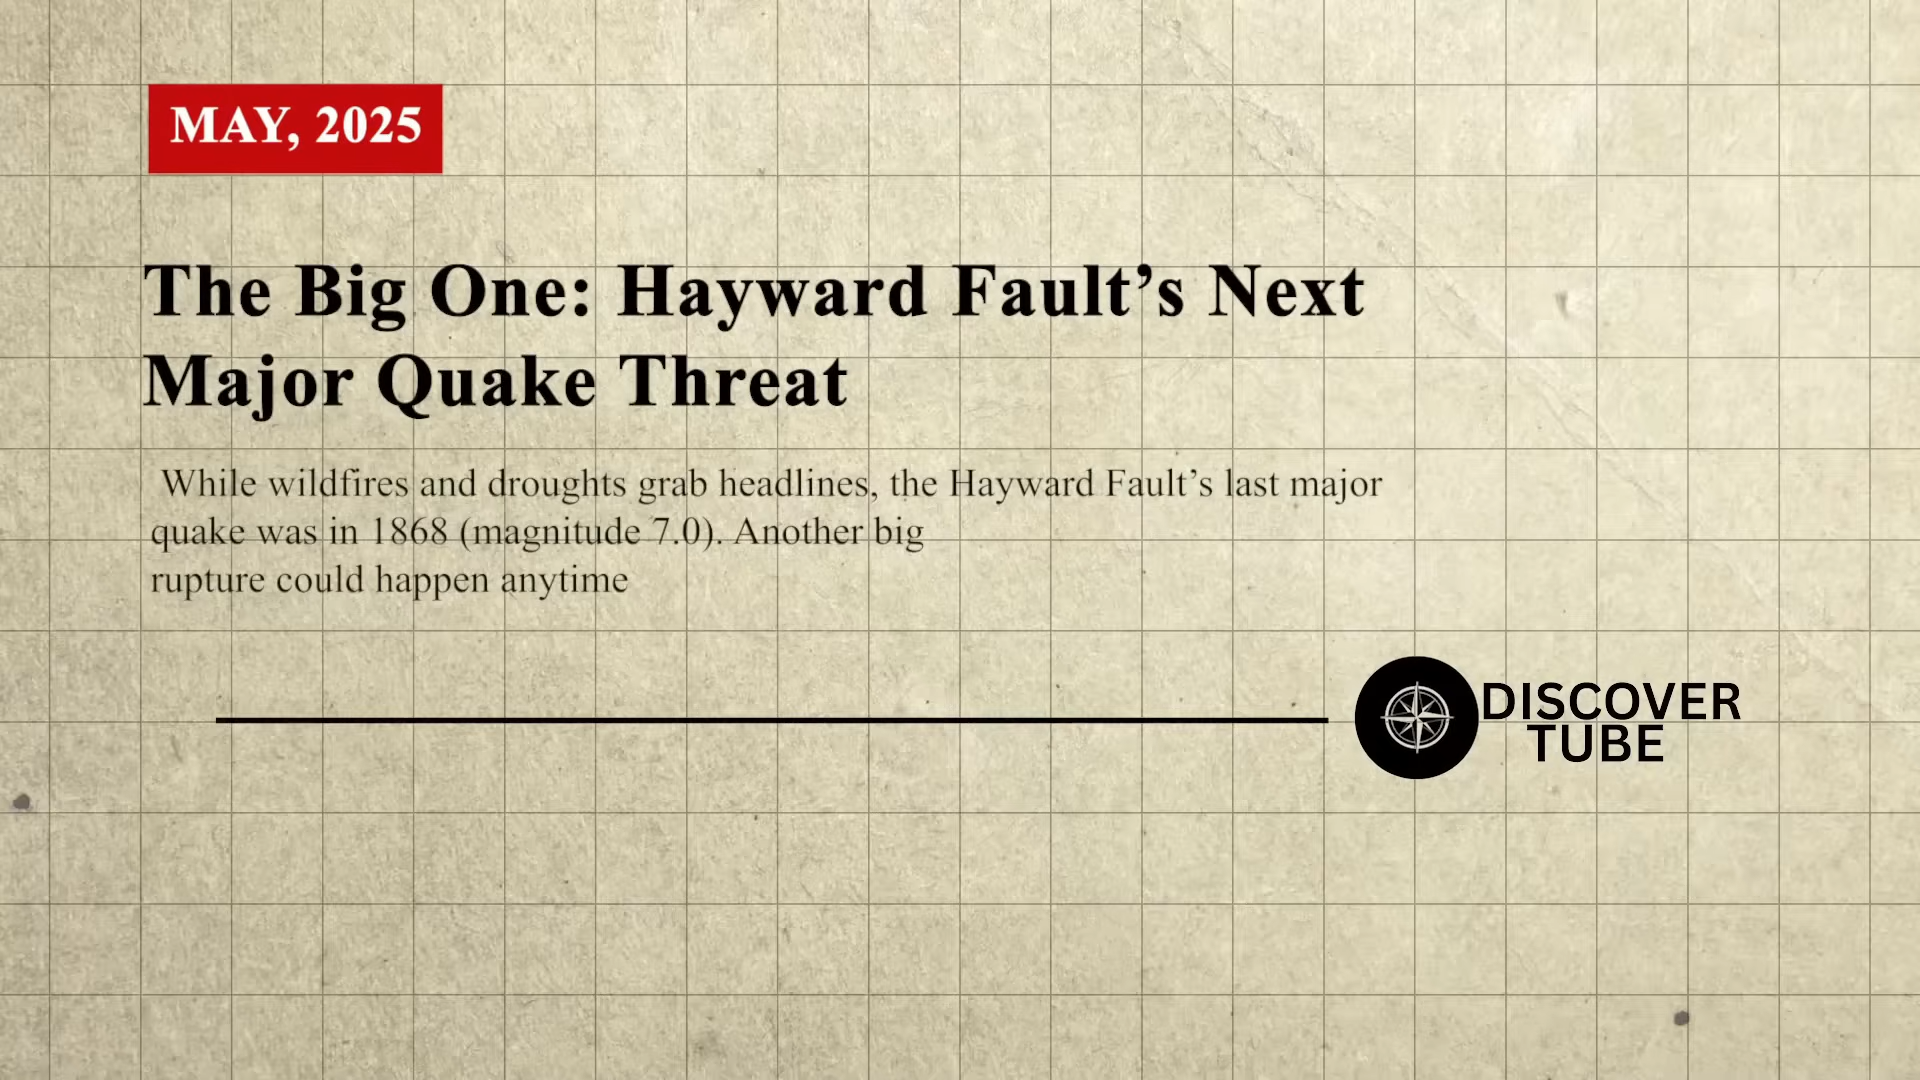 MAY, 2025
The Big One: Hayward Fault’s Next
Major Quake Threat
While wildfires and droughts grab headlines, the Hayward Fault’s last major
quake was in 1868 (magnitude 7.0). Another big
rupture could happen anytime
DISCOVER
TUBE